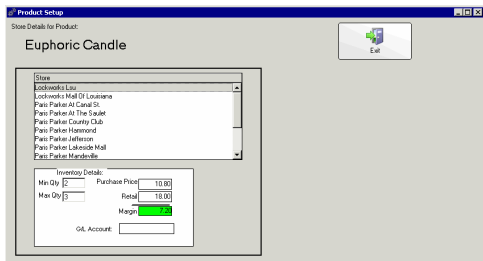 Product Setup
Store Details for Product:
Euphoric Candle
Exit
Store
Lockworks Lsu
Lockworks Mall Of Louisiana
Paris Parker At Canal St.
Paris Parker At The Saulet
Paris Parker Country Club
Paris Parker Hammond
Paris Parker Jefferson
Paris Parker Lakeside Mall
Paris Parker Mandeville
Inventory Details:
Min Qty 2 Purchase Price 10.80
Max Qty 3 Retail 18.00
Margin 7.20
G/L Account: